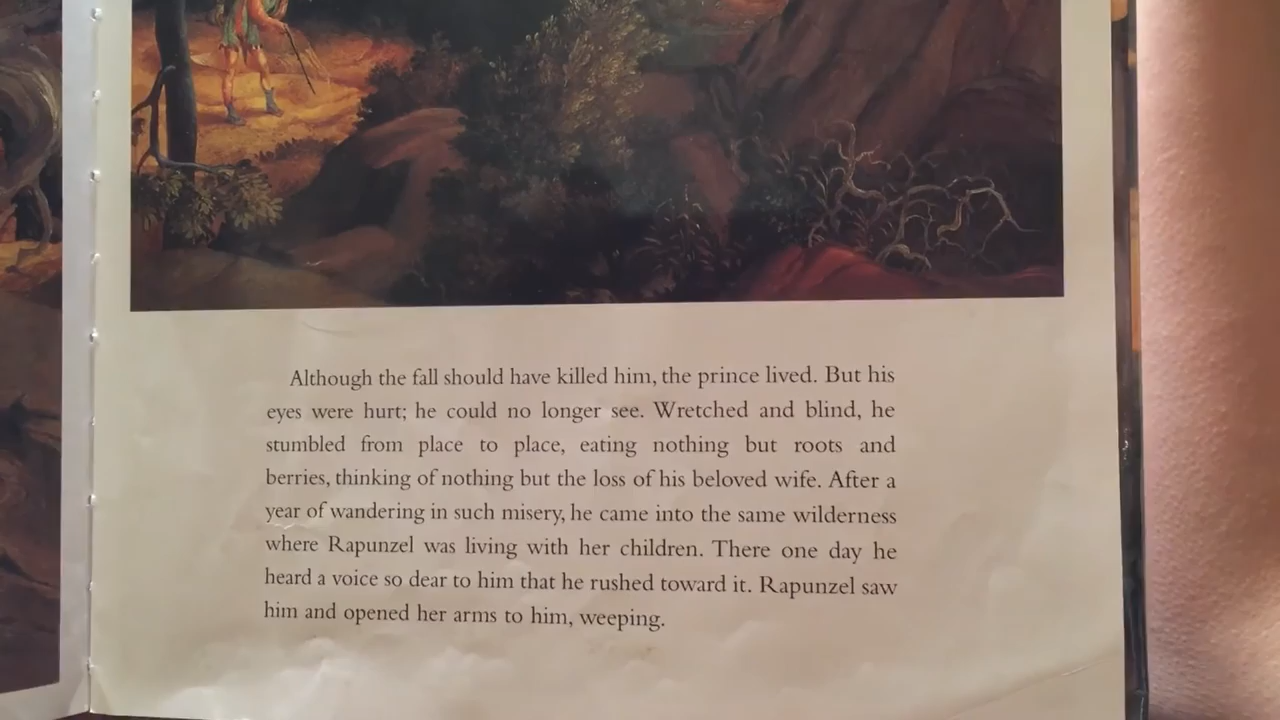 Although the fall should have killed him, the prince lived. But his
eyes were hurt; he could no longer see. Wretched and blind, he
stumbled from place to place, eating nothing but roots and
berries, thinking of nothing but the loss of his beloved wife. After a
year of wandering in such misery, he came into the same wilderness
where Rapunzel was living with her children. There one day he
heard a voice so dear to him that he rushed toward it. Rapunzel saw
him and opened her arms to him, weeping.